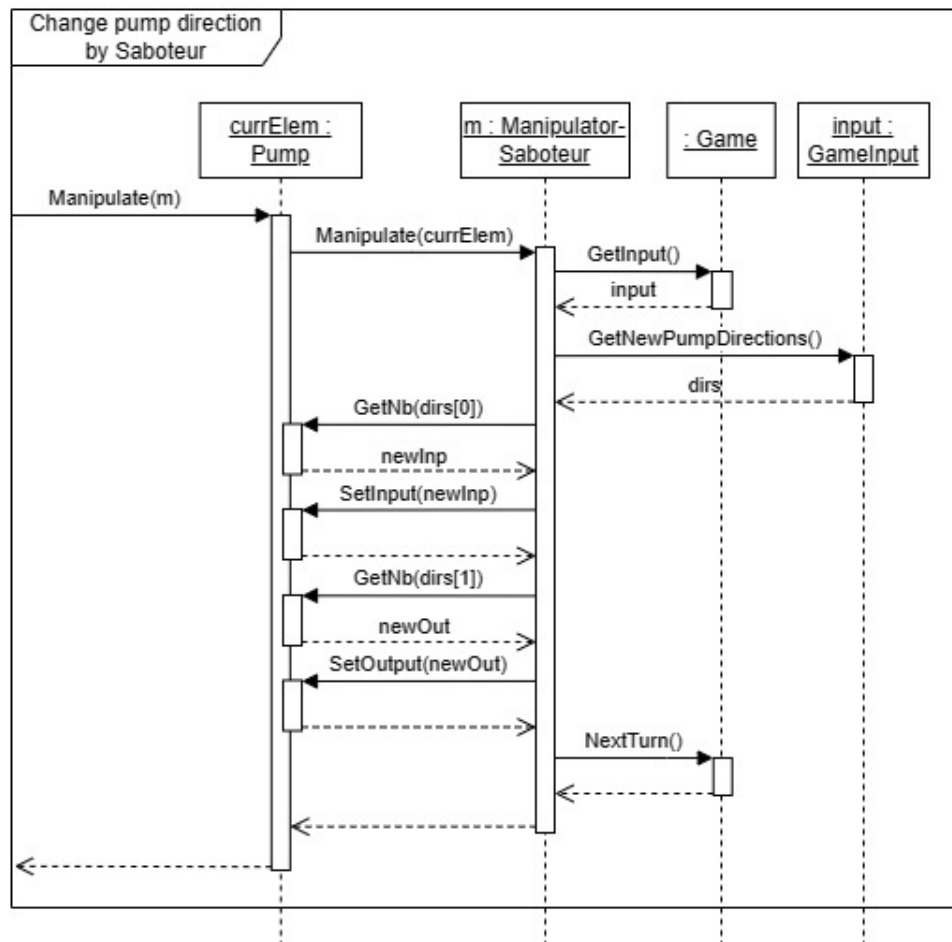 Change pump direction
by Saboteur
currElem :
Pump
m : Manipulator-
Saboteur
: Game
input :
GameInput
Manipulate(m)
Manipulate(currElem)
GetInput()
input
GetNewPumpDirections()
dirs
GetNb(dirs[0])
newInp
SetInput(newInp)
GetNb(dirs[1])
newOut
SetOutput(newOut)
NextTurn()